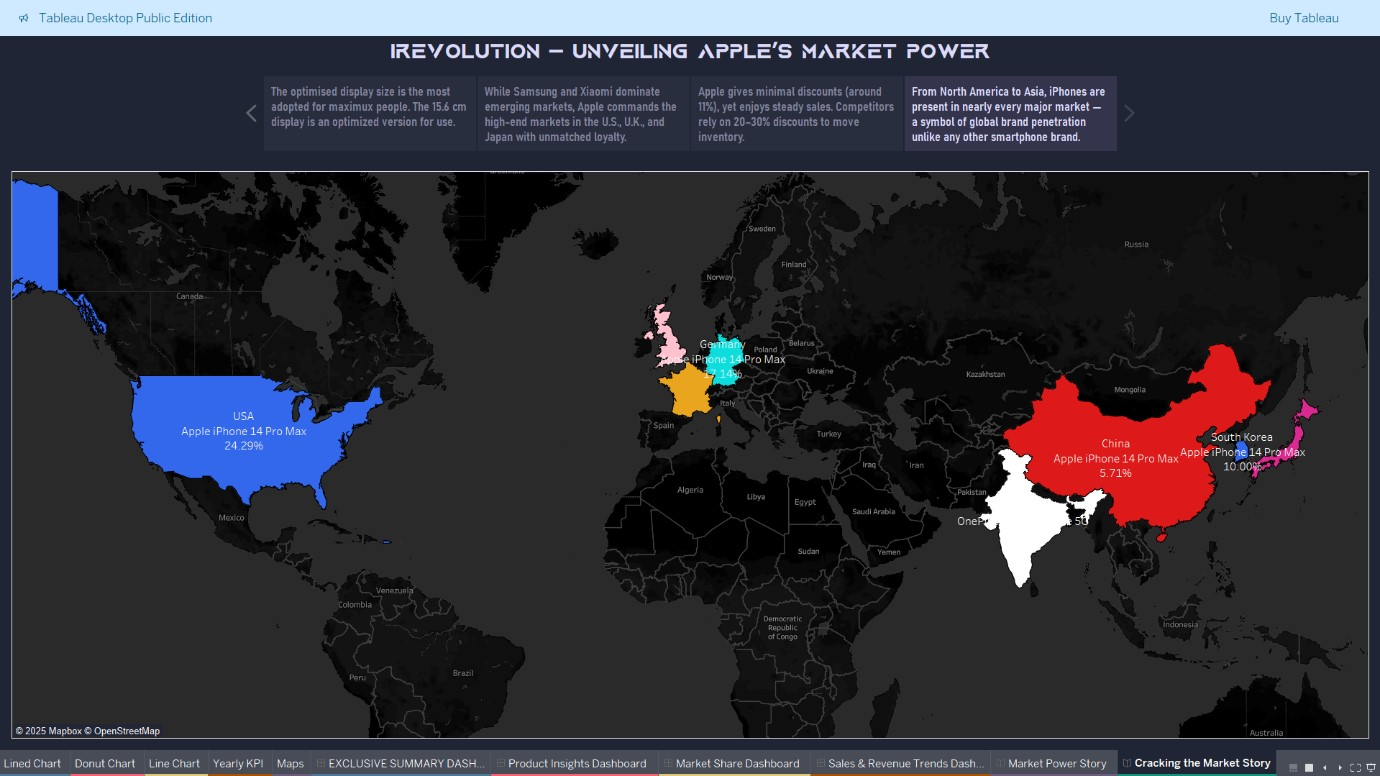 Tableau Desktop Public Edition
Buy Tableau
IREVOLUTION – UNVEILING APPLE'S MARKET POWER
The optimised display size is the most
adopted for maximux people. The 15.6 cm
display is an optimized version for use.
While Samsung and Xiaomi dominate
emerging markets, Apple commands the
high-end markets in the U.S., U.K., and
Japan with unmatched loyalty.
Apple gives minimal discounts (around
11%), yet enjoys steady sales. Competitors
rely on 20–30% discounts to move
inventory.
From North America to Asia, iPhones are
present in nearly every major market —
a symbol of global brand penetration
unlike any other smartphone brand.
Sweden
Russia
Finland
Norway
Canada
Germany
Apple iPhone 14 Pro Max
17.14%
Poland
Belarus
Ukraine
Kazakhstan
Mongolia
Italy
Spain
Turkey
USA
Apple iPhone 14 Pro Max
24.29%
China
Apple iPhone 14 Pro Max
5.71%
South Korea
Apple iPhone 14 Pro Max
10.00%
Iraq
Iran
Pakistan
Algeria
Libya
Egypt
Saudi Arabia
Mexico
5G
Sudan
Yemen
Venezuela
Colombia
Democratic
Republic
of Congo
Indonesia
Peru
Brazil
Australia
© 2025 Mapbox © OpenStreetMap
Lined Chart
Donut Chart
Line Chart
Yearly KPI
Maps
EXCLUSIVE SUMMARY DASH...
Product Insights Dashboard
Market Share Dashboard
Sales & Revenue Trends Dash...
Market Power Story
Cracking the Market Story